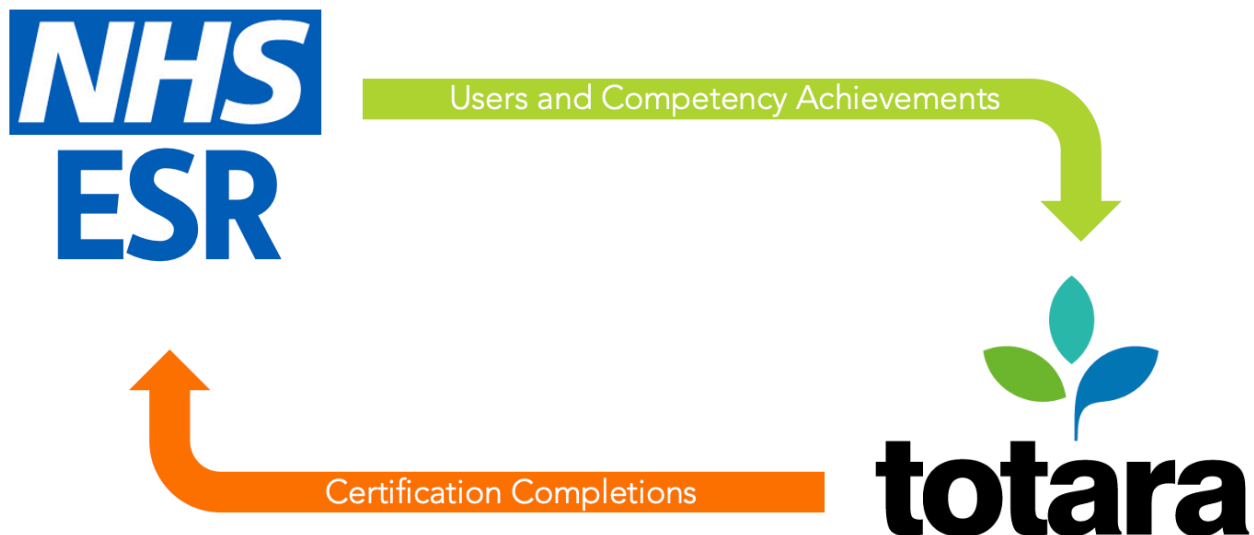 NHS
ESR
Users and Competency Achievements
totara
Certification Completions